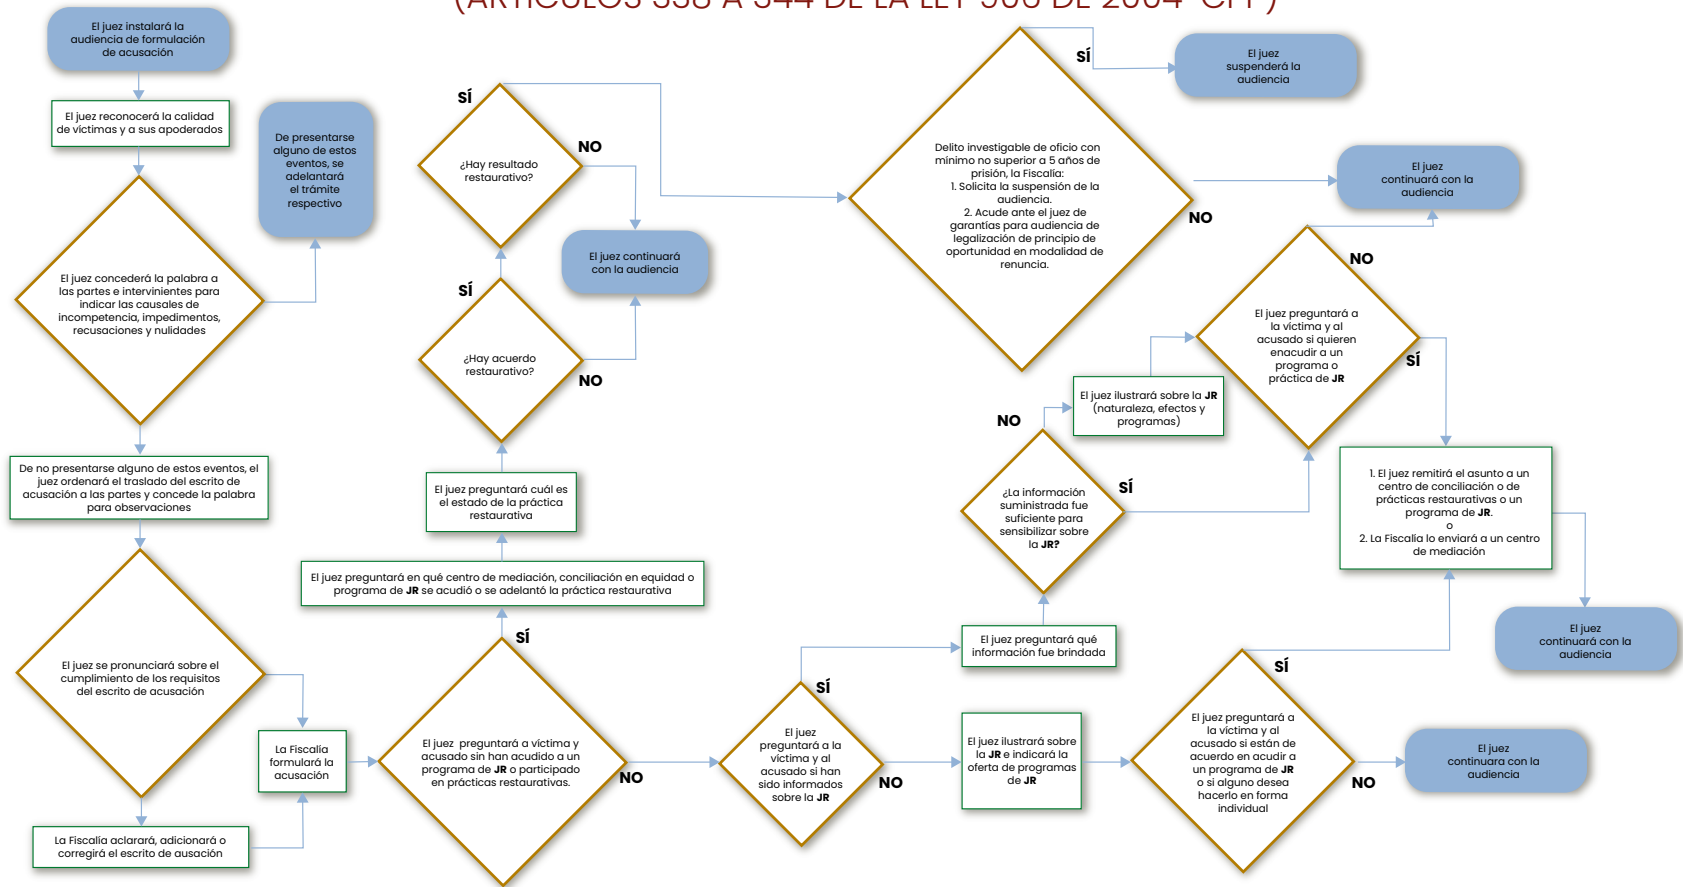 (ARTÍCULOS 338 A 344 DE LA LEY 906 DE 2004 CPP)
El juez instalará la
audiencia de formulación
de acusación
El juez reconocerá la calidad
de víctimas y a sus apoderados
De presentarse
alguno de estos
eventos, se
adelantará
el trámite
respectivo
El juez concederá la palabra a
las partes e intervinientes para
indicar las causales de
incompetencia, impedimentos,
recusaciones y nulidades
De no presentarse alguno de estos eventos, el
juez ordenará el traslado del escrito de
acusación a las partes y concede la palabra
para observaciones
El juez se pronunciará sobre el
cumplimiento de los requisitos
del escrito de acusación
La Fiscalía
formulará la
acusación
La Fiscalía aclarará, adicionará o
corregirá el escrito de ausación
El juez preguntará a víctima y
acusado sin han acudido a un
programa de JR o participado
en prácticas restaurativas.
SÍ
NO
El juez preguntará en qué centro de mediación, conciliación en equidad o
programa de JR se acudió o se adelantó la práctica restaurativa
El juez preguntará cuál es
el estado de la práctica
restaurativa
¿Hay acuerdo
restaurativo?
SÍ
NO
¿Hay resultado
restaurativo?
SÍ
NO
El juez continuará
con la audiencia
Delito investigable de oficio con
mínimo no superior a 5 años de
prisión, la Fiscalía:
1. Solicita la suspensión de la
audiencia.
2. Acude ante el juez de
garantías para audiencia de
legalización de principio de
oportunidad en modalidad de
renuncia.
SÍ
NO
El juez
suspenderá la
audiencia
El juez
continuará con la
audiencia
El juez
preguntará a la
víctima y al
acusado si han
sido informados
sobre la JR
SÍ
NO
El juez preguntará qué
información fue brindada
¿La información
suministrada fue
suficiente para
sensibilizar sobre
la JR?
NO
SÍ
El juez ilustrará sobre la JR
(naturaleza, efectos y
programas)
El juez preguntará a
la víctima y al
acusado si quieren
enacudir a un
programa o
práctica de JR
NO
SÍ
1. El juez remitirá el asunto a un
centro de conciliación o de
prácticas restaurativas o un
programa de JR.
o
2. La Fiscalía lo enviará a un centro
de mediación
El juez
continuará con la
audiencia
El juez ilustrará sobre
la JR e indicará la
oferta de programas
de JR
El juez preguntará a
la víctima y al
acusado si están de
acuerdo en acudir a
un programa de JR
o si alguno desea
hacerlo en forma
individual
SÍ
NO
El juez
continuara con la
audiencia